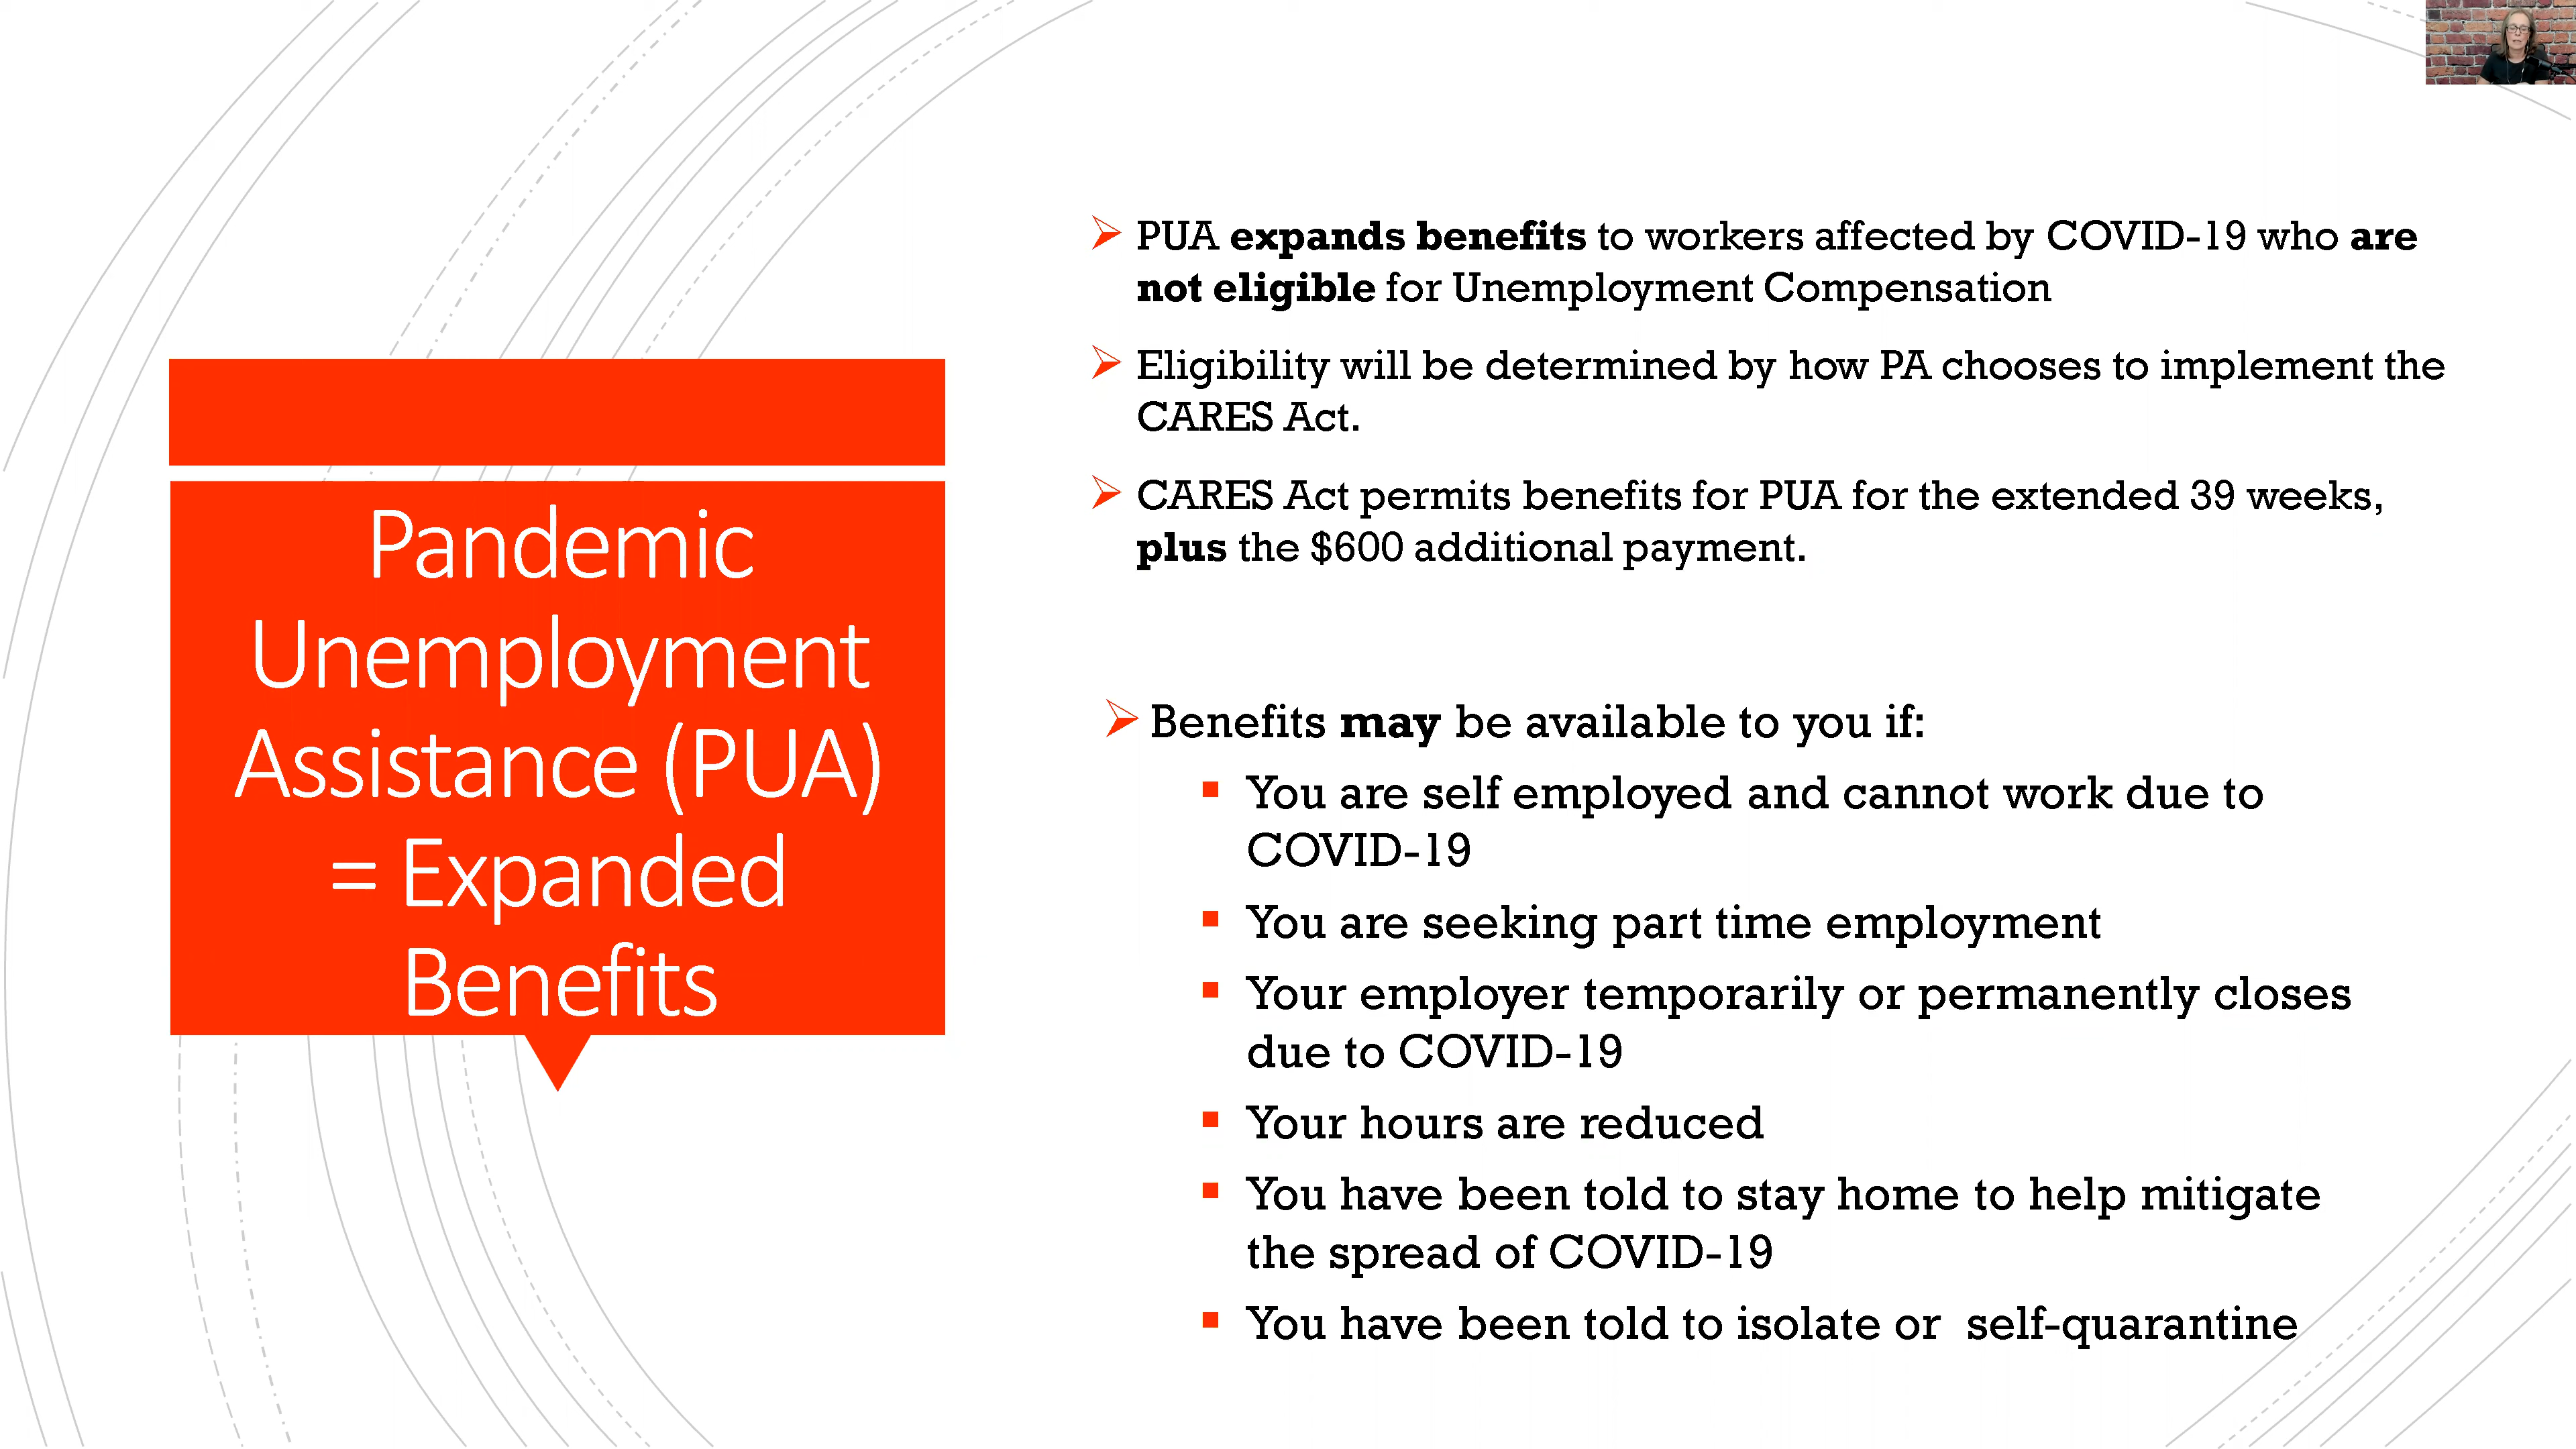 Pandemic
Unemployment
Assistance (PUA)
= Expanded
Benefits
PUA expands benefits to workers affected by COVID-19 who are
not eligible for Unemployment Compensation
Eligibility will be determined by how PA chooses to implement the
CARES Act.
CARES Act permits benefits for PUA for the extended 39 weeks,
plus the $600 additional payment.
Benefits may be available to you if:
You are self employed and cannot work due to
COVID-19
You are seeking part time employment
Your employer temporarily or permanently closes
due to COVID-19
Your hours are reduced
You have been told to stay home to help mitigate
the spread of COVID-19
You have been told to isolate or self-quarantine